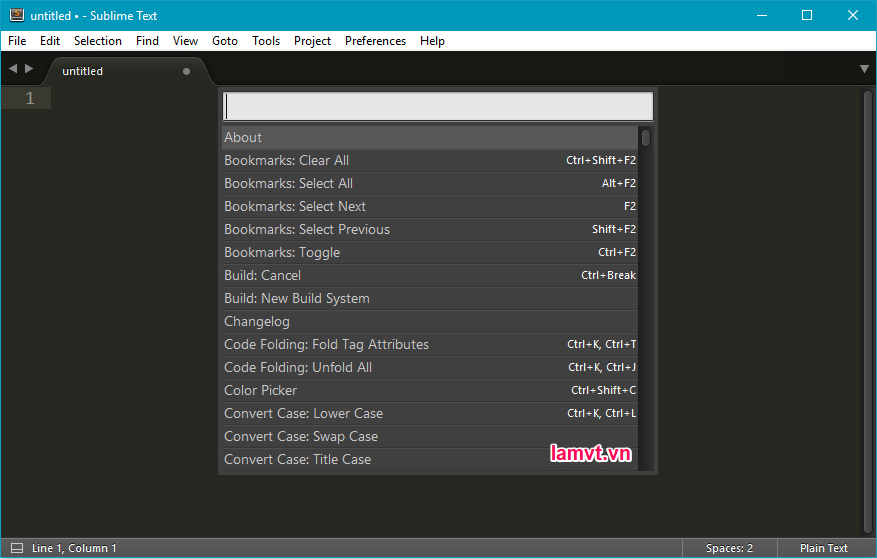 untitled • - Sublime Text
File Edit Selection Find View Goto Tools Project Preferences Help
untitled
1
About
Bookmarks: Clear All Ctrl+Shift+F2
Bookmarks: Select All Alt+F2
Bookmarks: Select Next F2
Bookmarks: Select Previous Shift+F2
Bookmarks: Toggle Ctrl+F2
Build: Cancel Ctrl+Break
Build: New Build System
Changelog
Code Folding: Fold Tag Attributes Ctrl+K, Ctrl+T
Code Folding: Unfold All Ctrl+K, Ctrl+J
Color Picker Ctrl+Shift+C
Convert Case: Lower Case Ctrl+K, Ctrl+L
Convert Case: Swap Case
Convert Case: Title Case
lamvt.vn
Line 1, Column 1 Spaces: 2 Plain Text